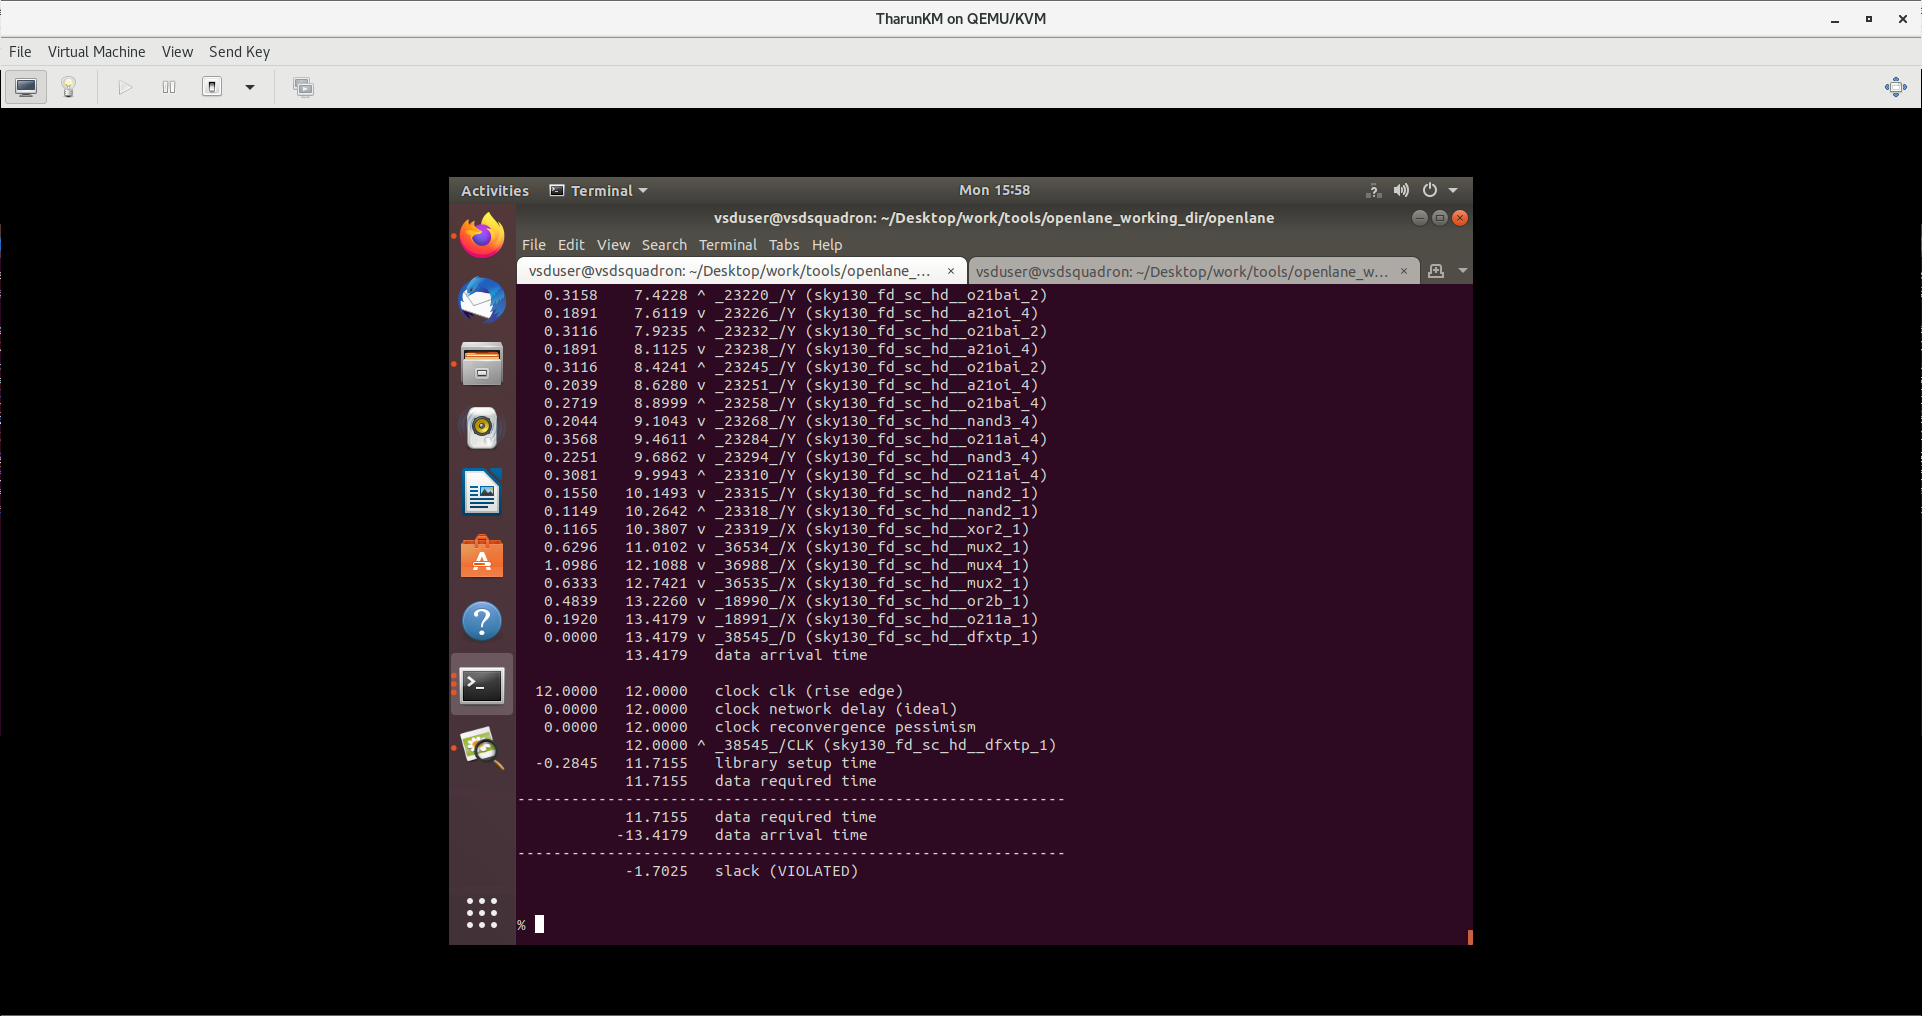 TharunKM on QEMU/KVM
File Virtual Machine View Send Key
Activities Terminal Mon 15:58
vsduser@vsdsquadron: ~/Desktop/work/tools/openlane_working_dir/openlane
File Edit View Search Terminal Tabs Help
vsduser@vsdsquadron: ~/Desktop/work/tools/openlane_... × vsduser@vsdsquadron: ~/Desktop/work/tools/openlane_w... ×
0.3158 7.4228 ^ _23220_/Y (sky130_fd_sc_hd__o21bai_2)
0.1891 7.6119 v _23226_/Y (sky130_fd_sc_hd__a21oi_4)
0.3116 7.9235 ^ _23232_/Y (sky130_fd_sc_hd__o21bai_2)
0.1891 8.1125 v _23238_/Y (sky130_fd_sc_hd__a21oi_4)
0.3116 8.4241 ^ _23245_/Y (sky130_fd_sc_hd__o21bai_2)
0.2039 8.6280 v _23251_/Y (sky130_fd_sc_hd__a21oi_4)
0.2719 8.8999 ^ _23258_/Y (sky130_fd_sc_hd__o21bai_4)
0.2044 9.1043 v _23268_/Y (sky130_fd_sc_hd__nand3_4)
0.3568 9.4611 ^ _23284_/Y (sky130_fd_sc_hd__o211ai_4)
0.2251 9.6862 v _23294_/Y (sky130_fd_sc_hd__nand3_4)
0.3081 9.9943 ^ _23310_/Y (sky130_fd_sc_hd__o211ai_4)
0.1550 10.1493 v _23315_/Y (sky130_fd_sc_hd__nand2_1)
0.1149 10.2642 ^ _23318_/Y (sky130_fd_sc_hd__nand2_1)
0.1165 10.3807 v _23319_/X (sky130_fd_sc_hd__xor2_1)
0.6296 11.0102 v _36534_/X (sky130_fd_sc_hd__mux2_1)
1.0986 12.1088 v _36988_/X (sky130_fd_sc_hd__mux4_1)
0.6333 12.7421 v _36535_/X (sky130_fd_sc_hd__mux2_1)
0.4839 13.2260 v _18990_/X (sky130_fd_sc_hd__or2b_1)
0.1920 13.4179 v _18991_/X (sky130_fd_sc_hd__o211a_1)
0.0000 13.4179 v _38545_/D (sky130_fd_sc_hd__dfxtp_1)
13.4179 data arrival time
12.0000 12.0000 clock clk (rise edge)
0.0000 12.0000 clock network delay (ideal)
0.0000 12.0000 clock reconvergence pessimism
12.0000 ^ _38545_/CLK (sky130_fd_sc_hd__dfxtp_1)
-0.2845 11.7155 library setup time
11.7155 data required time
-------------------------------------------------------------
11.7155 data required time
-13.4179 data arrival time
-------------------------------------------------------------
-1.7025 slack (VIOLATED)
%